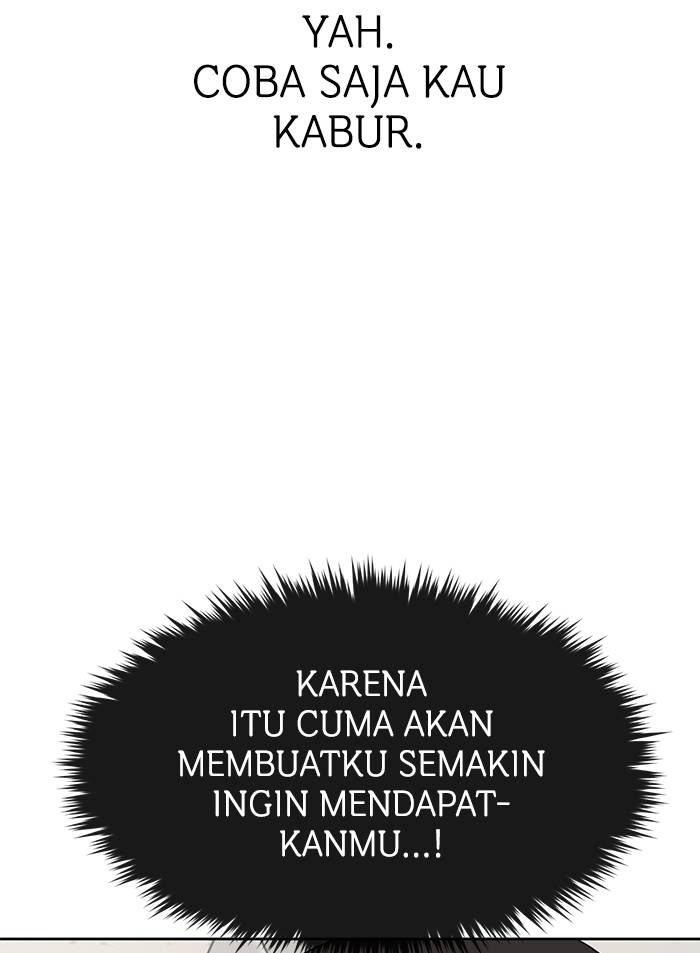 YAH.
COBA SAJA KAU
KABUR.
KARENA
ITU CUMA AKAN
MEMBUATKU SEMAKIN
INGIN MENDAPAT-
KANMU...!